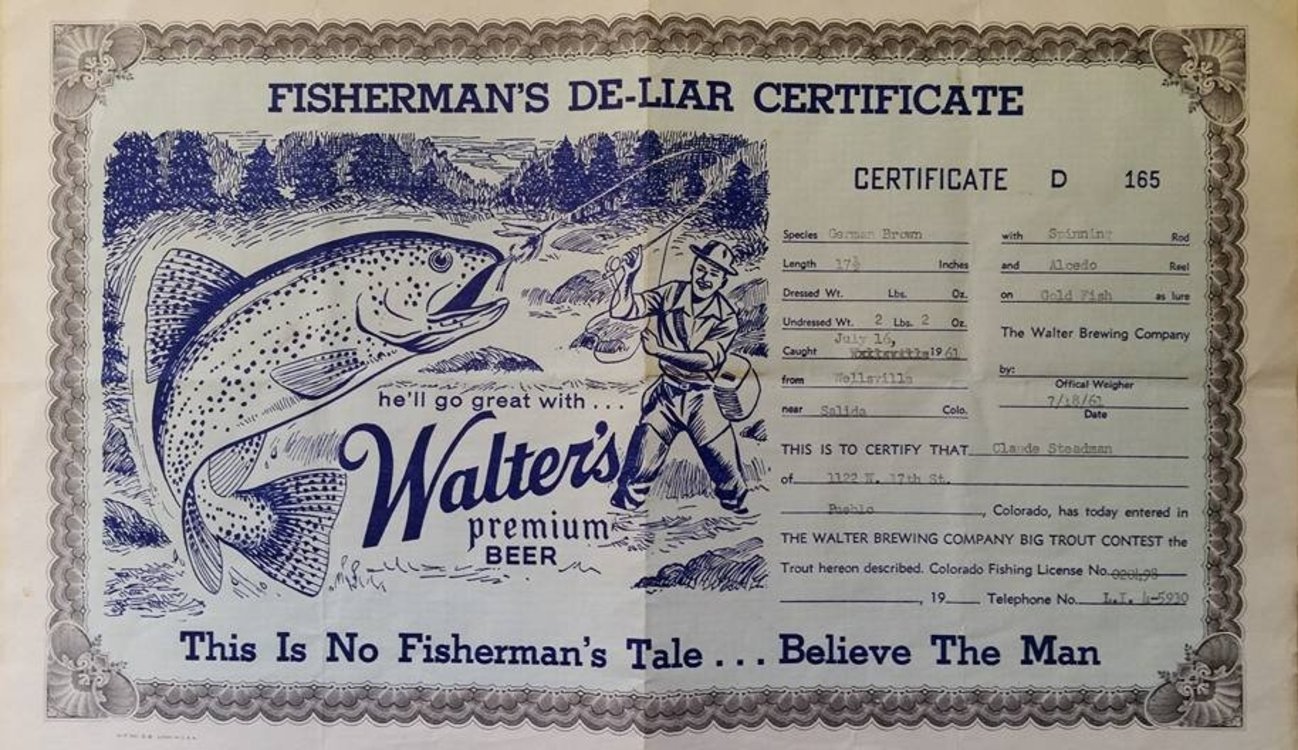 FISHERMAN'S DE-LIAR CERTIFICATE
CERTIFICATE D 165
Species German Brown
Length 17½ Inches
Dressed Wt. Lbs. Oz.
Undressed Wt. 2 Lbs. 2 Oz.
July 16,
Caught 1961
from Wellsville
near Salida Colo.
with Spinning Rod
and Alcedo Reel
on Gold Fish as lure
The Walter Brewing Company
by:
Offical Weigher
7/18/61
Date
THIS IS TO CERTIFY THAT Claude Steadman
of 1122 W. 17th St.
Pueblo, Colorado, has today entered in
THE WALTER BREWING COMPANY BIG TROUT CONTEST the
Trout hereon described. Colorado Fishing License No.
, 19 Telephone No. L.I. 4-5930
he'll go great with . . .
Walter's
premium
BEER
This Is No Fisherman's Tale . . . Believe The Man